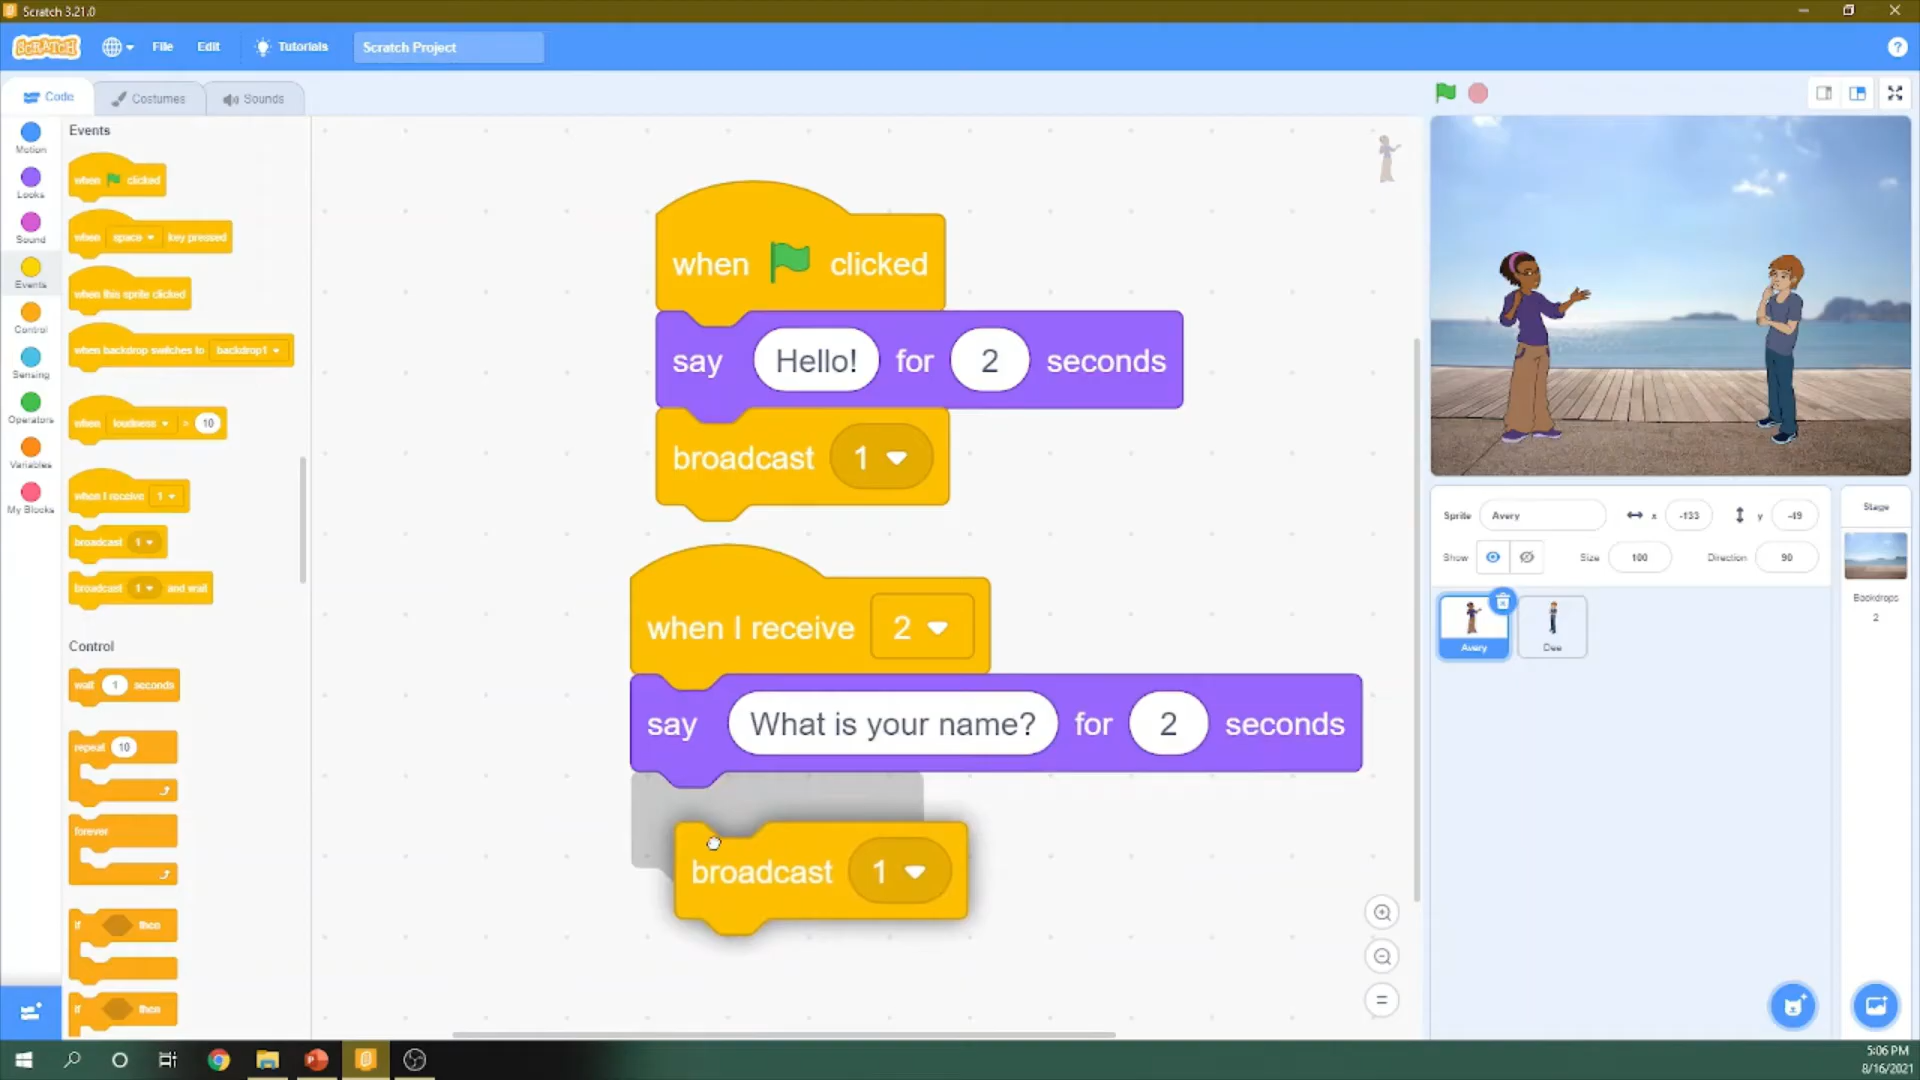 Scratch 3.21.0
SCRATCH File Edit Tutorials Scratch Project ?
Code Costumes Sounds
Motion
Looks
Sound
Events
Control
Sensing
Operators
Variables
My Blocks
Events
when clicked
when space key pressed
when this sprite clicked
when backdrop switches to backdrop1
when loudness > 10
when I receive 1
broadcast 1
broadcast 1 and wait
Control
wait 1 seconds
repeat 10
forever
if then
if then
when clicked
say Hello! for 2 seconds
broadcast 1
when I receive 2
say What is your name? for 2 seconds
broadcast 1
Sprite Avery x -133 y -49
Show Size 100 Direction 90
Avery
Dee
Stage
Backdrops
2
5:06 PM
8/16/2021